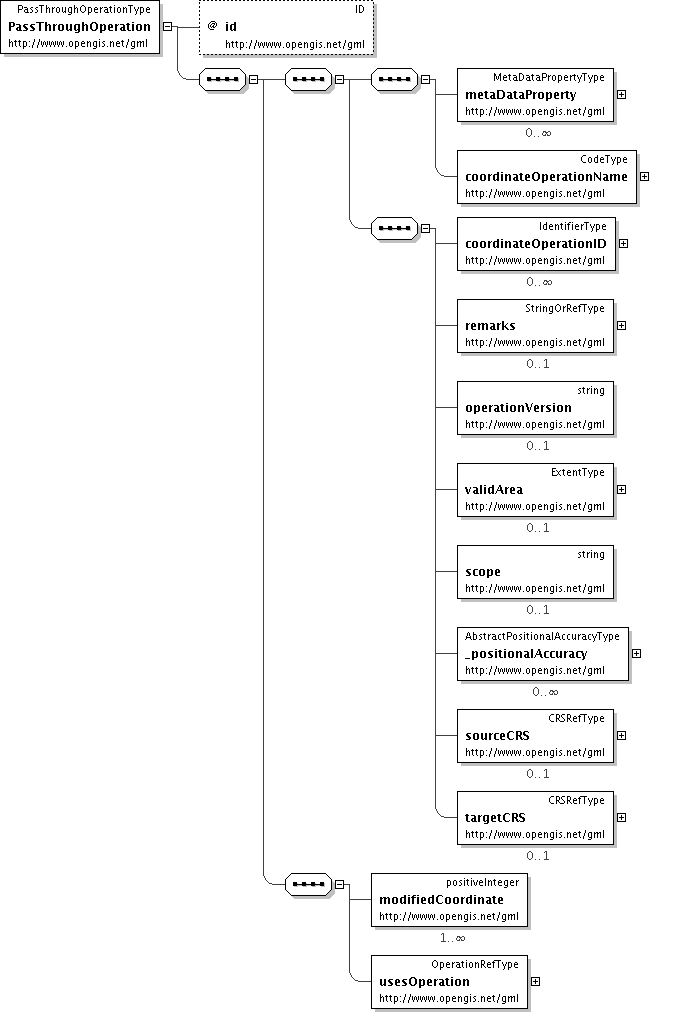 PassThroughOperationType
PassThroughOperation
http://www.opengis.net/gml
ID
@ id
http://www.opengis.net/gml
MetaDataPropertyType
metaDataProperty
http://www.opengis.net/gml
0..∞
CodeType
coordinateOperationName
http://www.opengis.net/gml
IdentifierType
coordinateOperationID
http://www.opengis.net/gml
0..∞
StringOrRefType
remarks
http://www.opengis.net/gml
0..1
string
operationVersion
http://www.opengis.net/gml
0..1
ExtentType
validArea
http://www.opengis.net/gml
0..1
string
scope
http://www.opengis.net/gml
0..1
AbstractPositionalAccuracyType
_positionalAccuracy
http://www.opengis.net/gml
0..∞
CRSRefType
sourceCRS
http://www.opengis.net/gml
0..1
CRSRefType
targetCRS
http://www.opengis.net/gml
0..1
positiveInteger
modifiedCoordinate
http://www.opengis.net/gml
1..∞
OperationRefType
usesOperation
http://www.opengis.net/gml